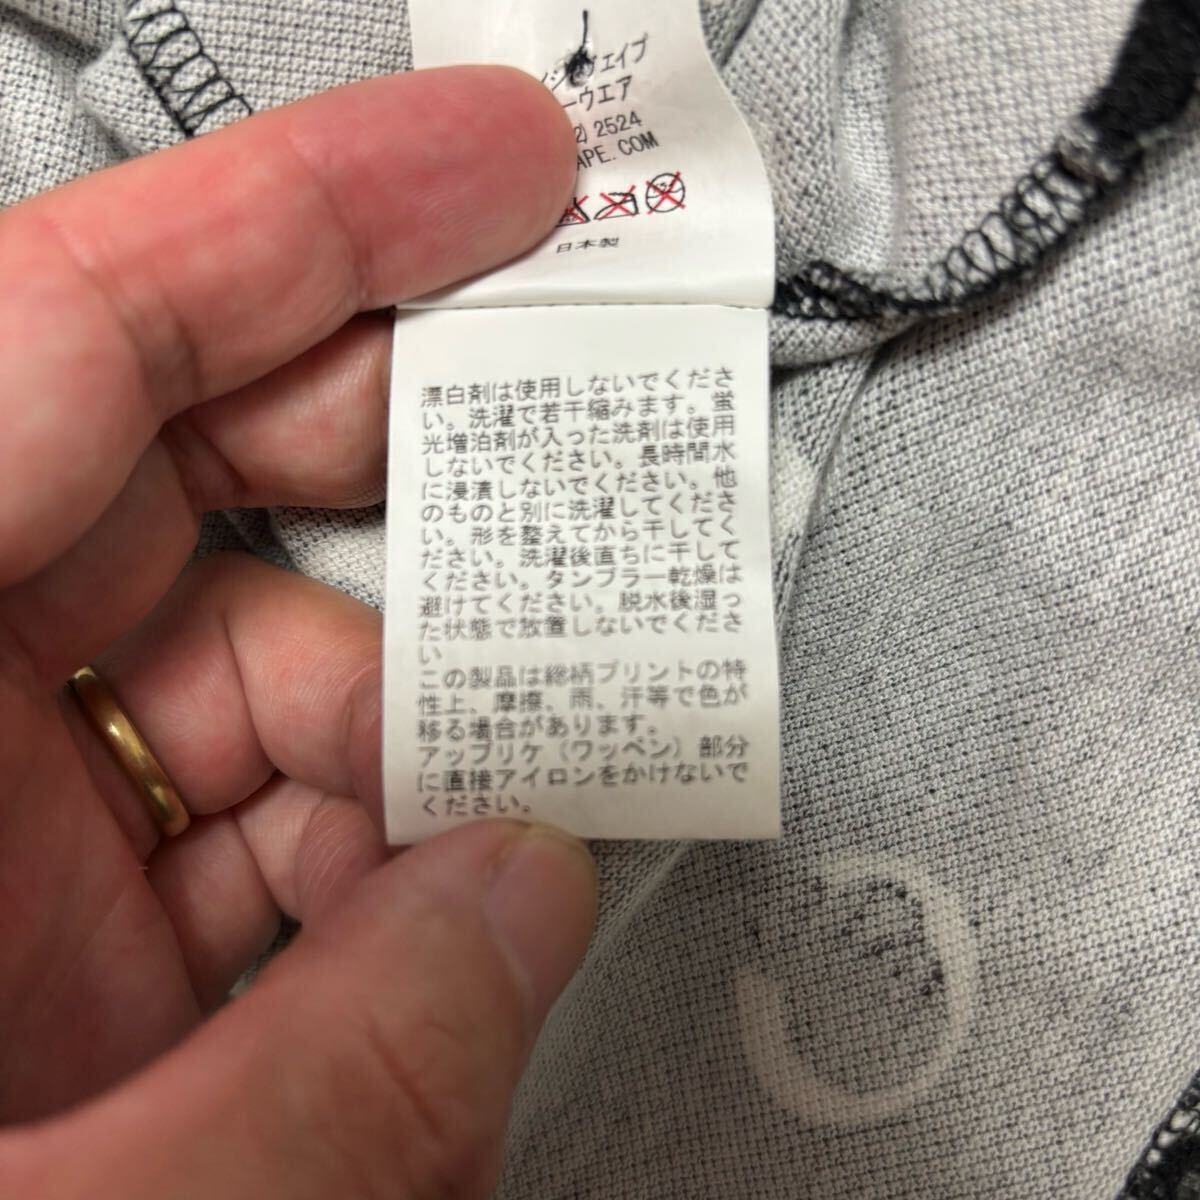 ウエイプ
ーウエア
2) 2524
APE. COM
日本製
漂白剤は使用しないでくださ
い。洗濯で若干縮みます。蛍
光増泊剤が入った洗剤は使用
しないでください。長時間水
に浸漬しないでください。他
のものと別に洗濯してくださ
い。形を整えてから干してく
ださい。洗濯後直ちに干して
ください。タンブラー乾燥は
避けてください。脱水後湿っ
た状態で放置しないでくださ
い
この製品は総柄プリントの特
性上、摩擦、雨、汗等で色が
移る場合があります。
アップリケ（ワッペン）部分
に直接アイロンをかけないで
ください。